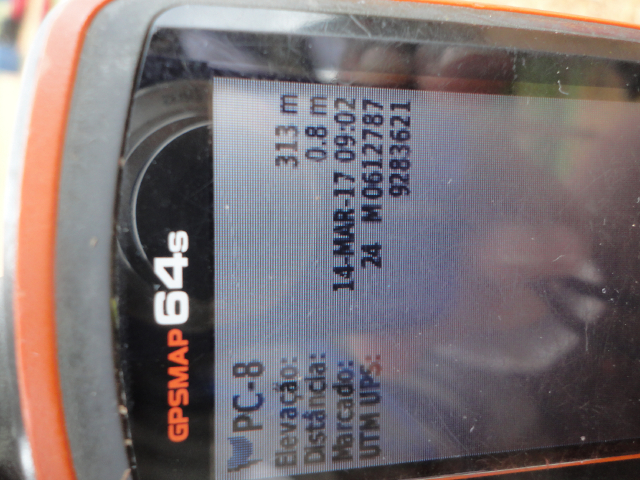 GPSMAP 64s
PC-8
Elevação: 313 m
Distância: 0.8 m
Marcado: 14-MAR-17 09:02
UTM UPS: 24 M 0612787
9283621